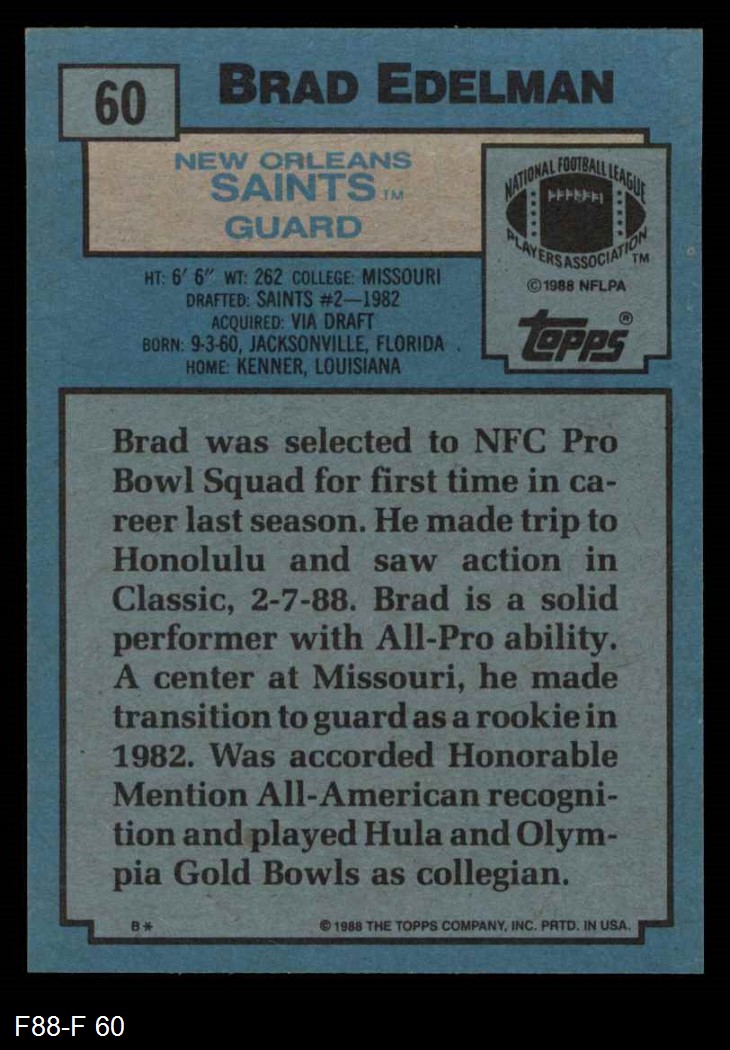 60
BRAD EDELMAN
NEW ORLEANS
SAINTS TM
GUARD
NATIONAL FOOTBALL LEAGUE
PLAYERS ASSOCIATION TM
© 1988 NFLPA
topps ®
HT: 6' 6" WT: 262 COLLEGE: MISSOURI
DRAFTED: SAINTS #2—1982
ACQUIRED: VIA DRAFT
BORN: 9-3-60, JACKSONVILLE, FLORIDA
HOME: KENNER, LOUISIANA
Brad was selected to NFC Pro
Bowl Squad for first time in ca-
reer last season. He made trip to
Honolulu and saw action in
Classic, 2-7-88. Brad is a solid
performer with All-Pro ability.
A center at Missouri, he made
transition to guard as a rookie in
1982. Was accorded Honorable
Mention All-American recogni-
tion and played Hula and Olym-
pia Gold Bowls as collegian.
B* © 1988 THE TOPPS COMPANY, INC. PRTD. IN USA.
F88-F 60